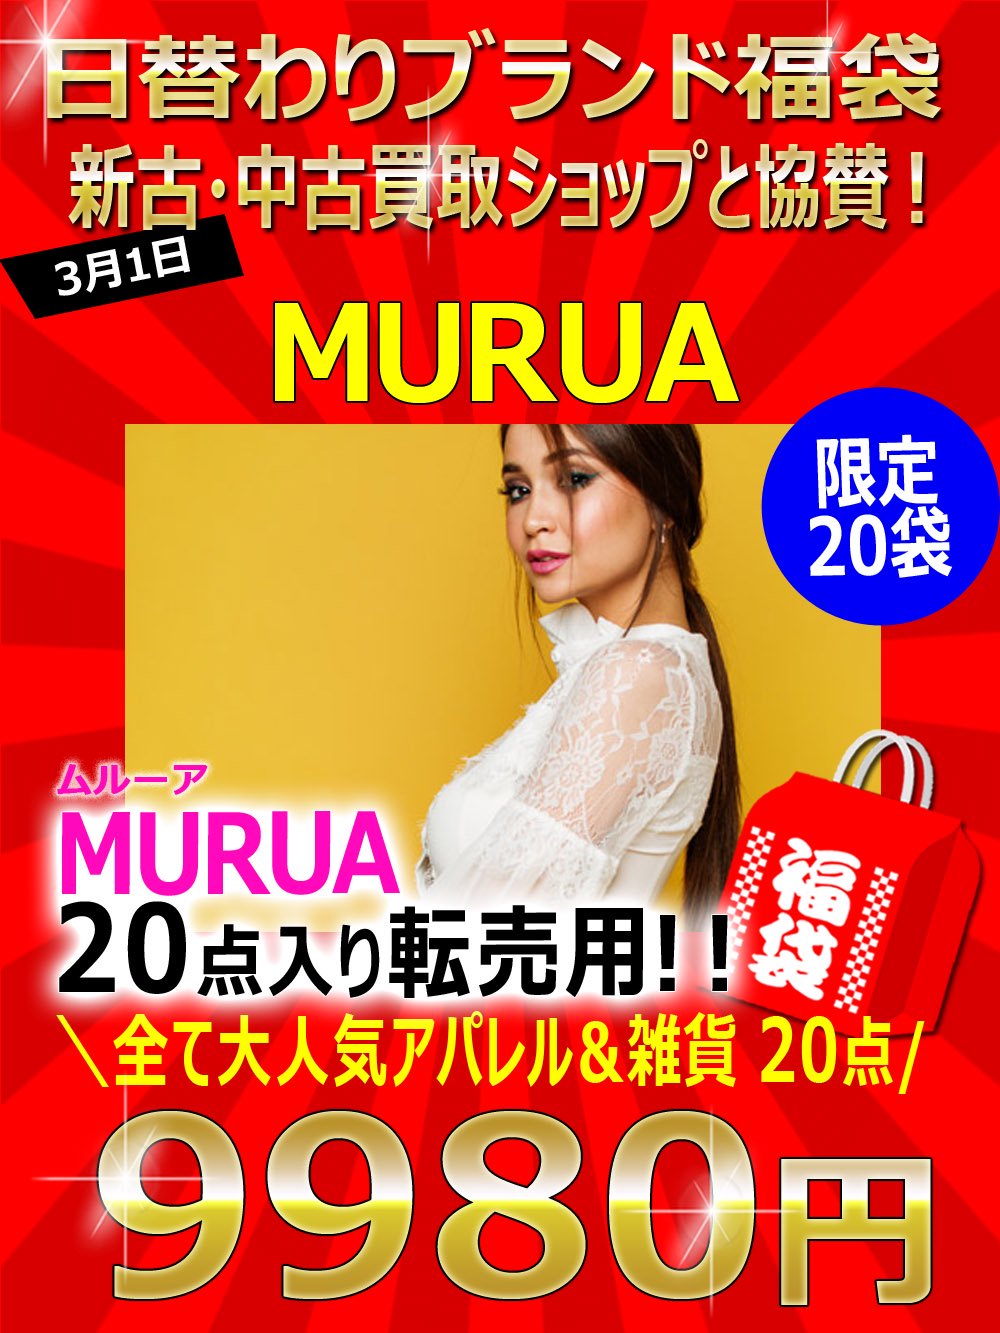 日替わりブランド福袋
新古・中古買取ショップと協賛！
3月1日
MURUA
限定
20袋
ムルーア
MURUA
20点入り転売用！！
福袋
＼全て大人気アパレル＆雑貨 20点/
9980円